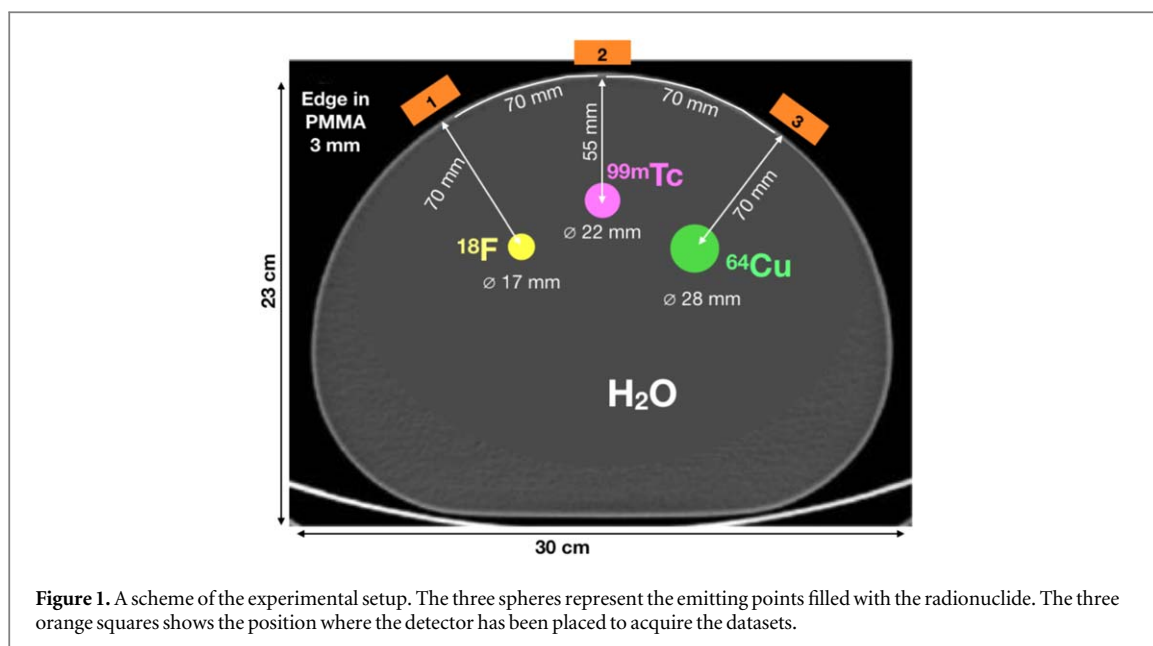 2
1
3
Edge in
PMMA
3 mm
70 mm
70 mm
55 mm
70 mm
70 mm
99mTc
⌀ 22 mm
18F
⌀ 17 mm
64Cu
⌀ 28 mm
23 cm
H₂O
30 cm
Figure 1. A scheme of the experimental setup. The three spheres represent the emitting points filled with the radionuclide. The three
orange squares shows the position where the detector has been placed to acquire the datasets.